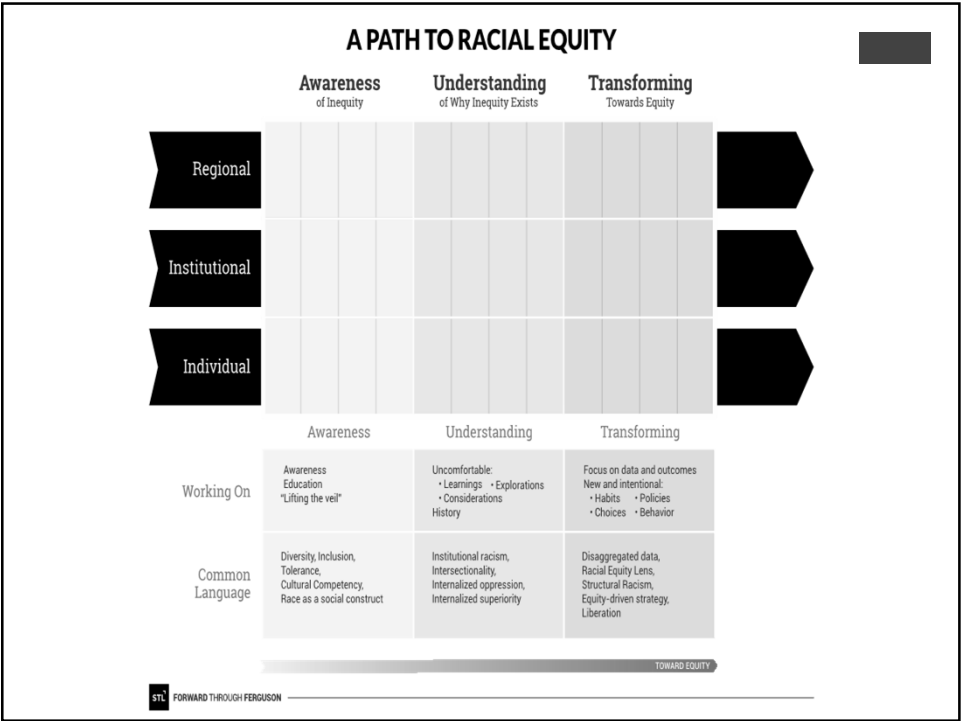 A PATH TO RACIAL EQUITY
Awareness
of Inequity
Understanding
of Why Inequity Exists
Transforming
Towards Equity
Regional
Institutional
Individual
Awareness
Understanding
Transforming
Working On
Awareness
Education
"Lifting the veil"
Uncomfortable:
• Learnings • Explorations
• Considerations
History
Focus on data and outcomes
New and intentional:
• Habits • Policies
• Choices • Behavior
Common
Language
Diversity, Inclusion,
Tolerance,
Cultural Competency,
Race as a social construct
Institutional racism,
Intersectionality,
Internalized oppression,
Internalized superiority
Disaggregated data,
Racial Equity Lens,
Structural Racism,
Equity-driven strategy,
Liberation
TOWARD EQUITY
STL FORWARD THROUGH FERGUSON